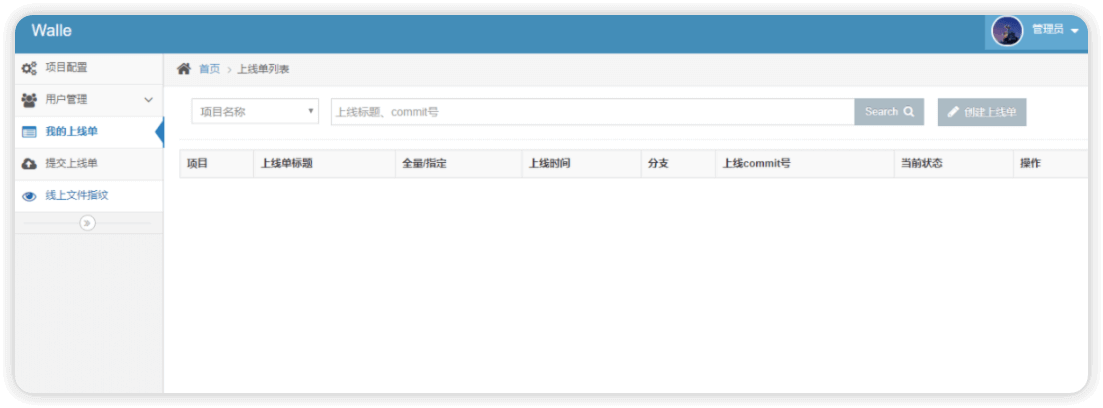 Walle
管理员
项目配置
首页 > 上线单列表
用户管理
项目名称
上线标题、commit号
Search
创建上线单
我的上线单
提交上线单
线上文件指纹
项目 上线单标题 全量/指定 上线时间 分支 上线commit号 当前状态 操作